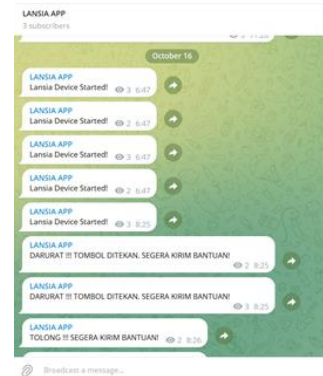 LANSIA APP
3 subscribers
October 16
LANSIA APP
Lansia Device Started! 3 6:47
LANSIA APP
Lansia Device Started! 2 6:47
LANSIA APP
Lansia Device Started! 3 6:47
LANSIA APP
Lansia Device Started! 2 6:47
LANSIA APP
Lansia Device Started! 3 8:25
LANSIA APP
DARURAT !!! TOMBOL DITEKAN. SEGERA KIRIM BANTUAN!
2 8:25
LANSIA APP
DARURAT !!! TOMBOL DITEKAN. SEGERA KIRIM BANTUAN!
3 8:25
LANSIA APP
TOLONG !!! SEGERA KIRIM BANTUAN! 2 8:26
Broadcast a message...